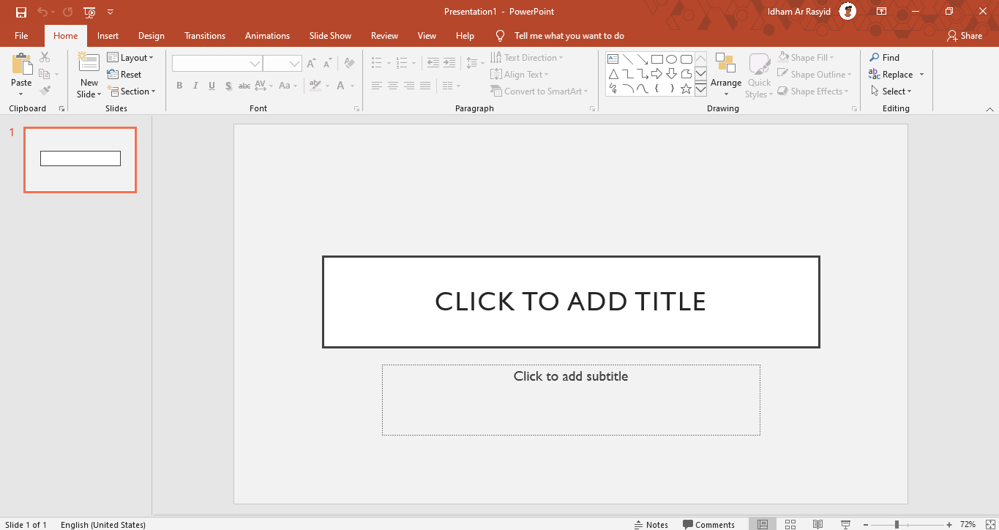 Presentation1 - PowerPoint
Idham Ar Rasyid
File Home Insert Design Transitions Animations Slide Show Review View Help Tell me what you want to do Share
Paste
Clipboard
New Slide
Layout
Reset
Section
Slides
B I U S abc AV Aa ab A
A A A
Font
Text Direction
Align Text
Convert to SmartArt
Paragraph
Arrange
Quick Styles
Shape Fill
Shape Outline
Shape Effects
Drawing
Find
Replace
Select
Editing
1
CLICK TO ADD TITLE
Click to add subtitle
Slide 1 of 1 English (United States) Notes Comments 72%